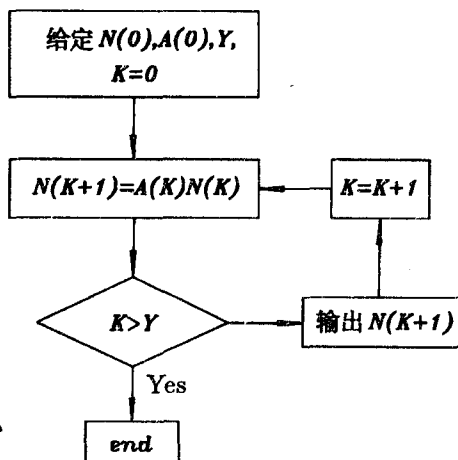 给定 N(0),A(0),Y,
K=0
N(K+1)=A(K)N(K)
K=K+1
K>Y
输出 N(K+1)
Yes
end